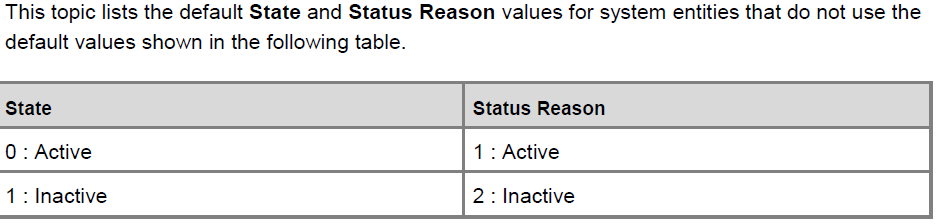 This topic lists the default State and Status Reason values for system entities that do not use the
default values shown in the following table.
State Status Reason
0 : Active 1 : Active
1 : Inactive 2 : Inactive